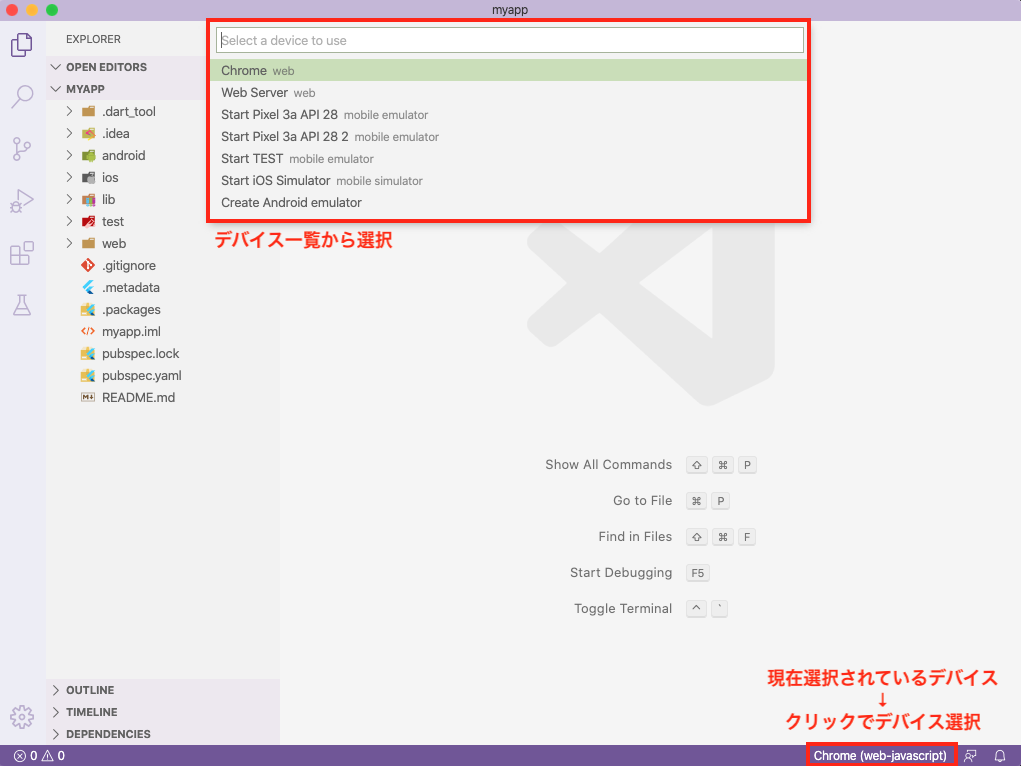 myapp
EXPLORER
OPEN EDITORS
MYAPP
.dart_tool
.idea
android
ios
lib
test
web
.gitignore
.metadata
.packages
myapp.iml
pubspec.lock
pubspec.yaml
README.md
Select a device to use
Chrome web
Web Server web
Start Pixel 3a API 28 mobile emulator
Start Pixel 3a API 28 2 mobile emulator
Start TEST mobile emulator
Start iOS Simulator mobile simulator
Create Android emulator
デバイス一覧から選択
Show All Commands ⇧ ⌘ P
Go to File ⌘ P
Find in Files ⇧ ⌘ F
Start Debugging F5
Toggle Terminal ^ `
OUTLINE
TIMELINE
DEPENDENCIES
現在選択されているデバイス
↓
クリックでデバイス選択
0 0
Chrome (web-javascript)